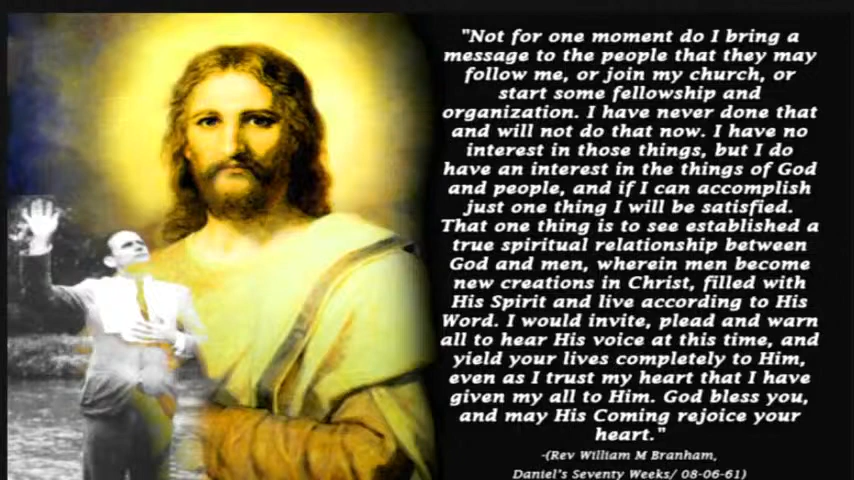 "Not for one moment do I bring a
message to the people that they may
follow me, or join my church, or
start some fellowship and
organization. I have never done that
and will not do that now. I have no
interest in those things, but I do
have an interest in the things of God
and people, and if I can accomplish
just one thing I will be satisfied.
That one thing is to see established a
true spiritual relationship between
God and men, wherein men become
new creations in Christ, filled with
His Spirit and live according to His
Word. I would invite, plead and warn
all to hear His voice at this time, and
yield your lives completely to Him,
even as I trust my heart that I have
given my all to Him. God bless you,
and may His Coming rejoice your
heart."
-(Rev William M Branham,
Daniel's Seventy Weeks/ 08-06-61)